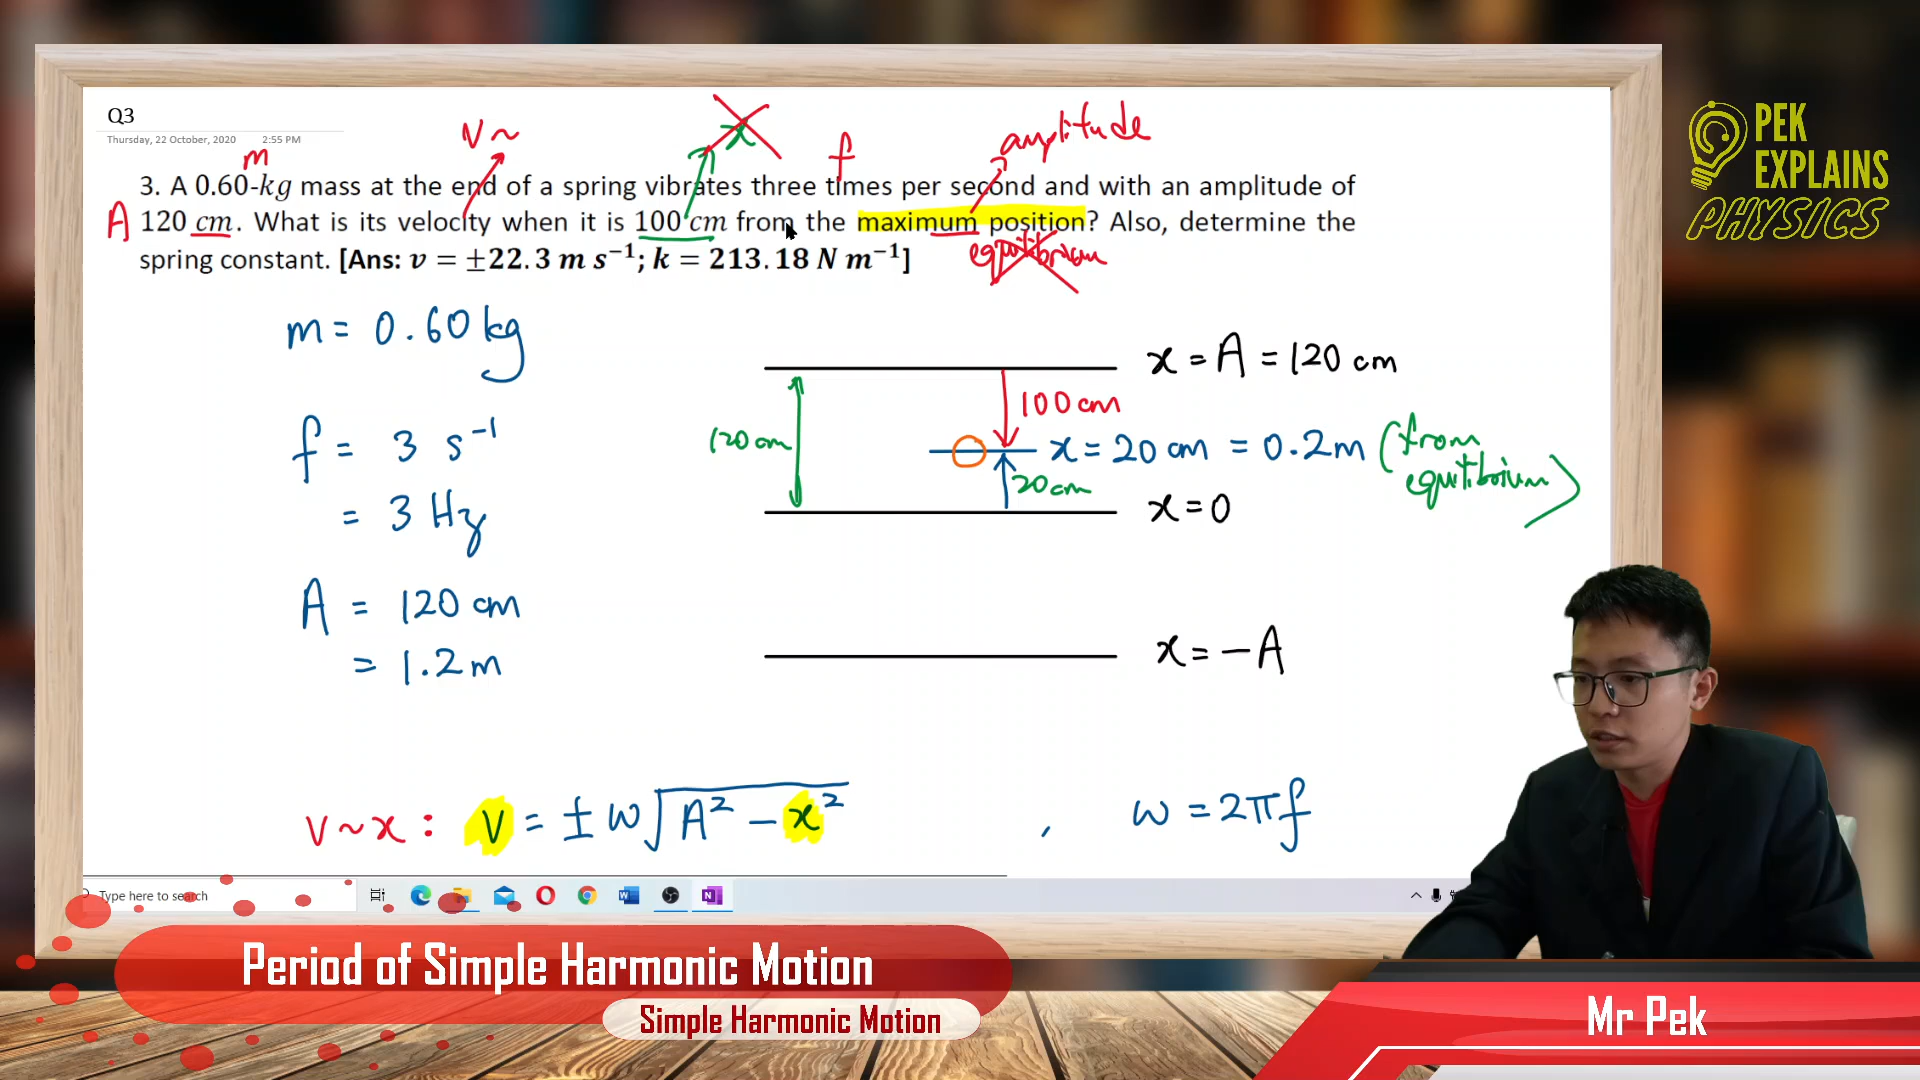 Q3
Thursday, 22 October, 2020 2:55 PM
m
v ~
x
f
amplitude
3. A 0.60-kg mass at the end of a spring vibrates three times per second and with an amplitude of
A
120 cm. What is its velocity when it is 100 cm from the maximum position? Also, determine the
equilibrium
spring constant. [Ans: v = ±22.3 m s⁻¹; k = 213.18 N m⁻¹]
m = 0.60 kg
f = 3 s⁻¹
= 3 Hz
A = 120 cm
= 1.2 m
x = A = 120 cm
100 cm
120 cm
x = 20 cm = 0.2 m (from
equilibrium)
20 cm
x = 0
x = -A
v ~ x : v = ± ω√A² - x² , ω = 2πf
Type here to search
Period of Simple Harmonic Motion
Simple Harmonic Motion
PEK
EXPLAINS
PHYSICS
Mr Pek